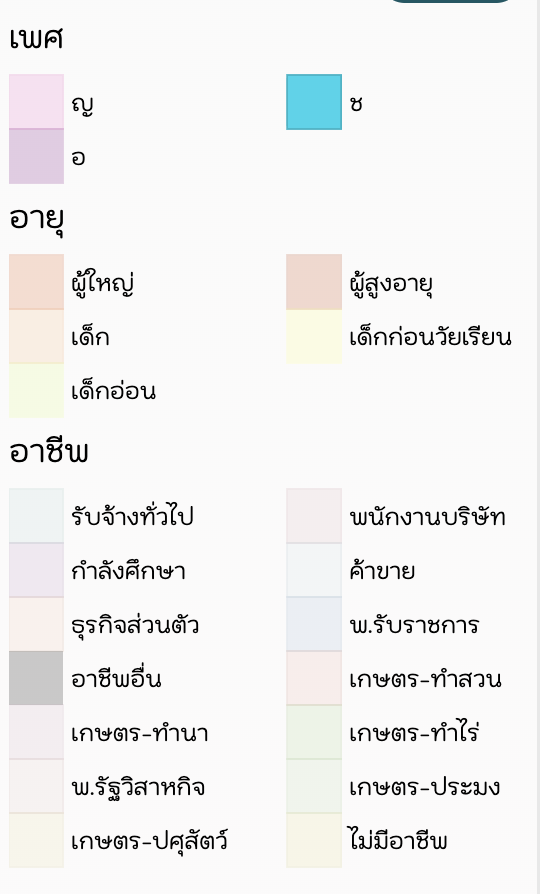 เพศ
ญ ช
อ
อายุ
ผู้ใหญ่ ผู้สูงอายุ
เด็ก เด็กก่อนวัยเรียน
เด็กอ่อน
อาชีพ
รับจ้างทั่วไป พนักงานบริษัท
กำลังศึกษา ค้าขาย
ธุรกิจส่วนตัว พ.รับราชการ
อาชีพอื่น เกษตร-ทำสวน
เกษตร-ทำนา เกษตร-ทำไร่
พ.รัฐวิสาหกิจ เกษตร-ประมง
เกษตร-ปศุสัตว์ ไม่มีอาชีพ